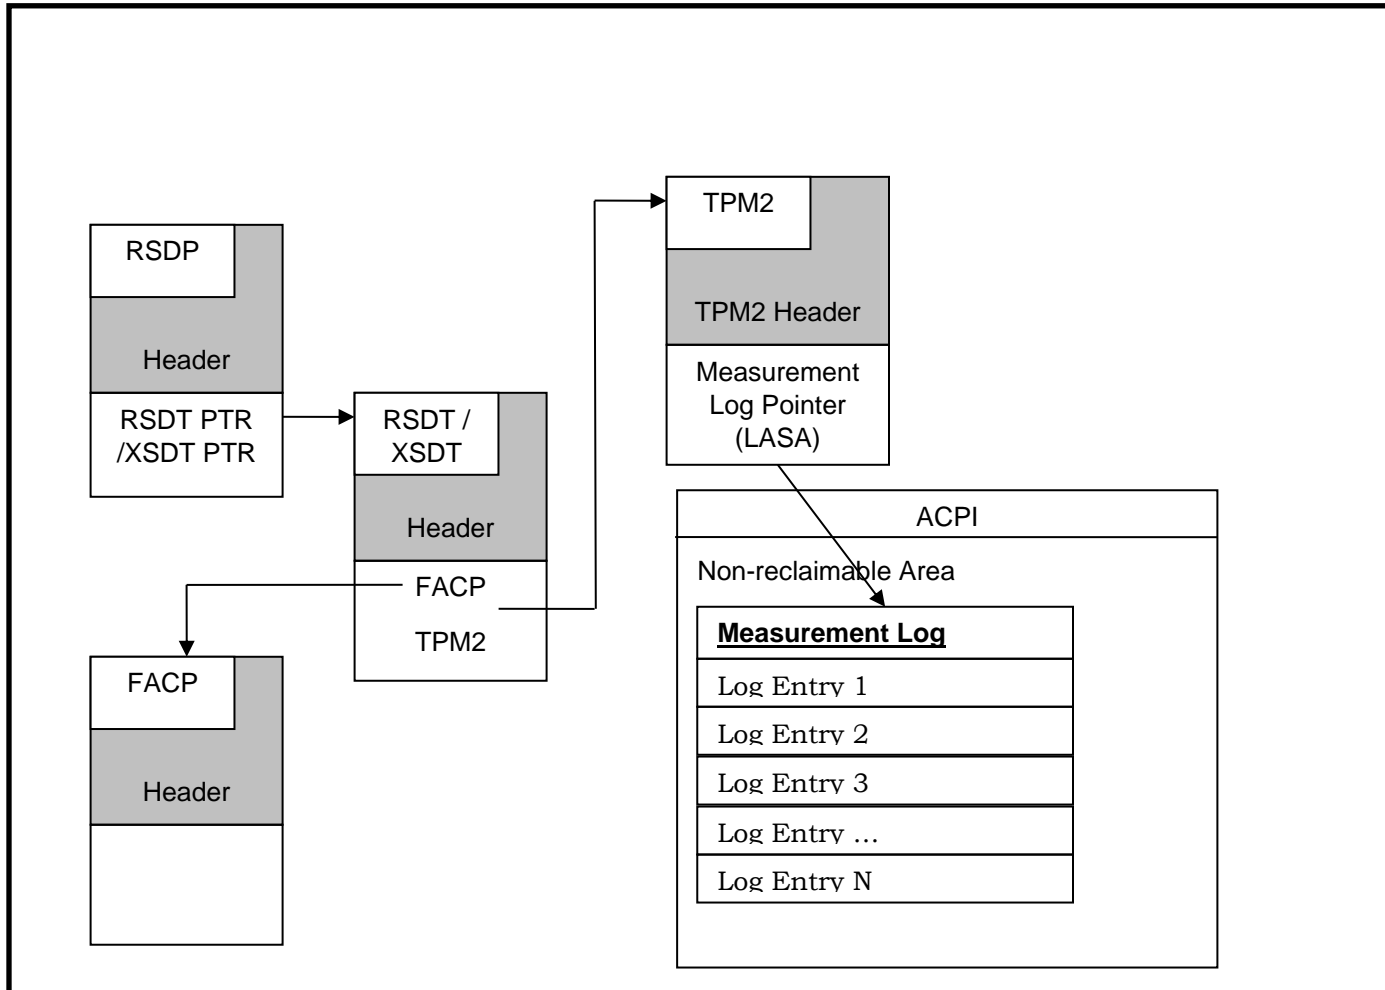 RSDP
Header
RSDT PTR
/XSDT PTR
RSDT /
XSDT
Header
FACP
TPM2
FACP
Header
TPM2
TPM2 Header
Measurement
Log Pointer
(LASA)
ACPI
Non-reclaimable Area
Measurement Log
Log Entry 1
Log Entry 2
Log Entry 3
Log Entry …
Log Entry N